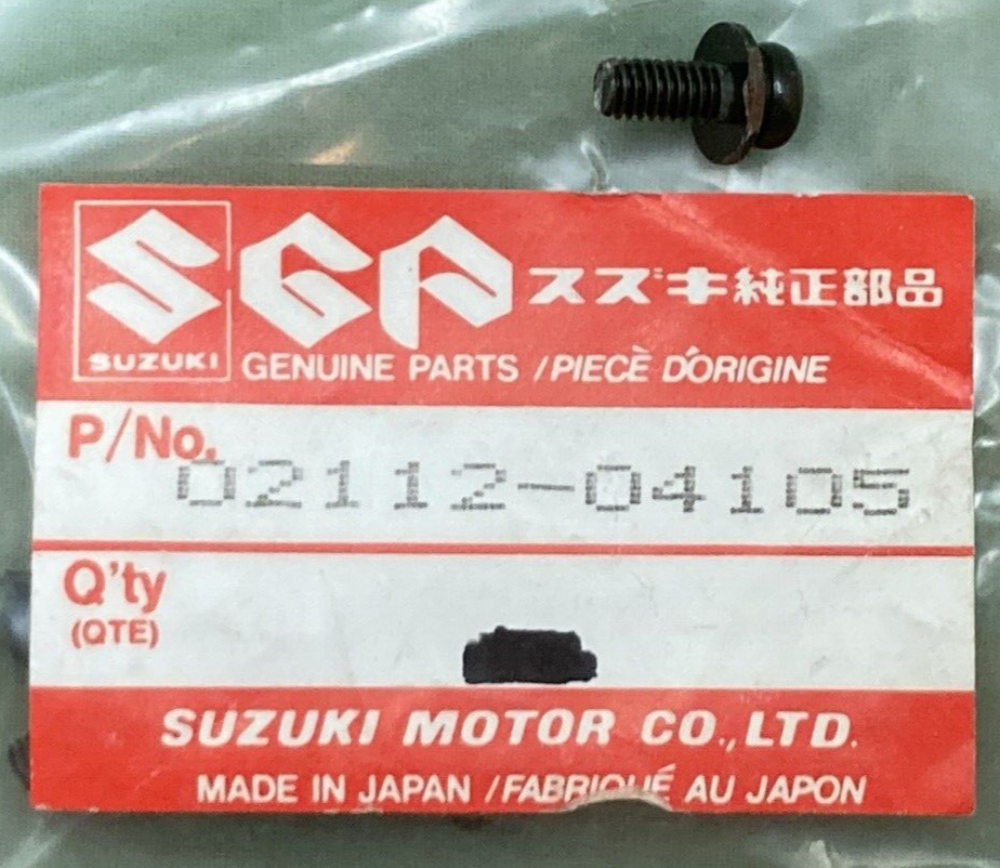 SGP スズキ純正部品
SUZUKI
GENUINE PARTS /PIECÈ D'ORIGINE
P/No.
02112-04105
Q'ty
(QTE)
SUZUKI MOTOR CO.,LTD.
MADE IN JAPAN /FABRIQUÉ AU JAPON